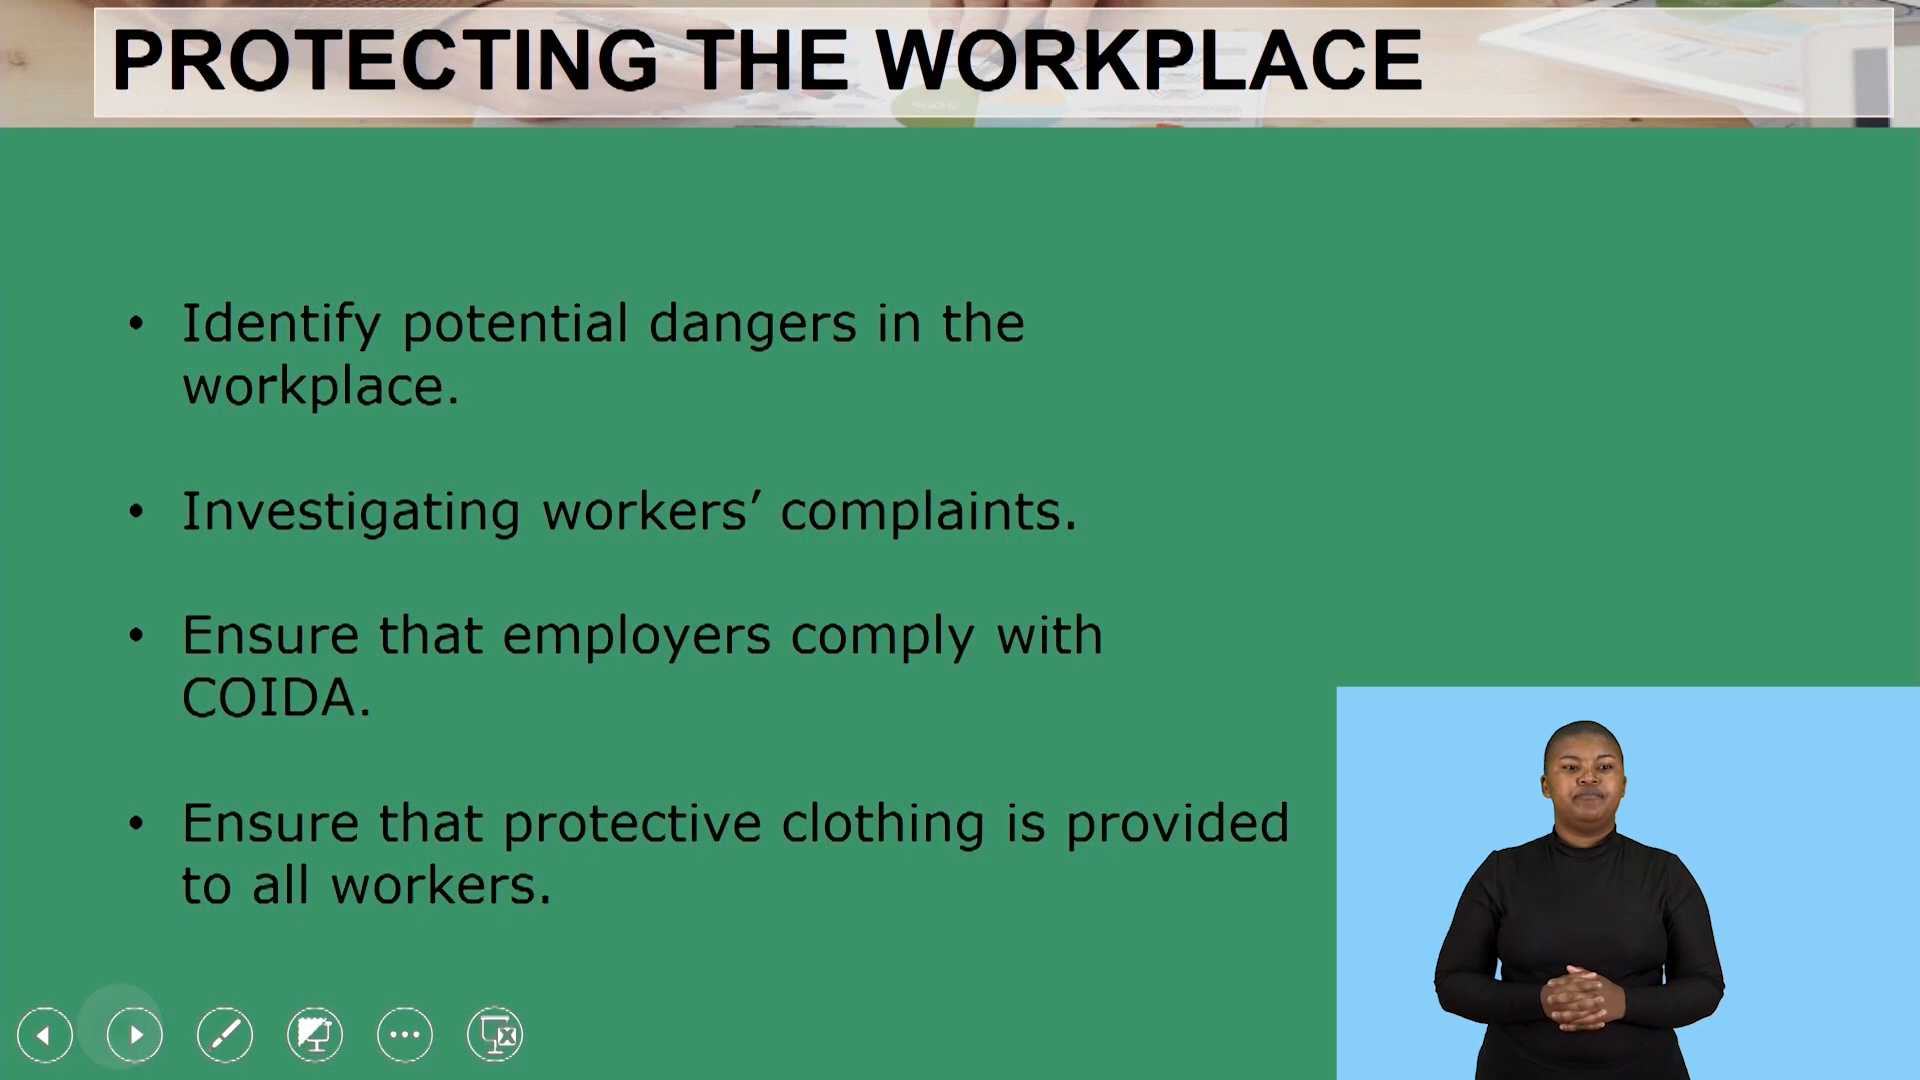 PROTECTING THE WORKPLACE
• Identify potential dangers in the
workplace.
• Investigating workers’ complaints.
• Ensure that employers comply with
COIDA.
• Ensure that protective clothing is provided
to all workers.